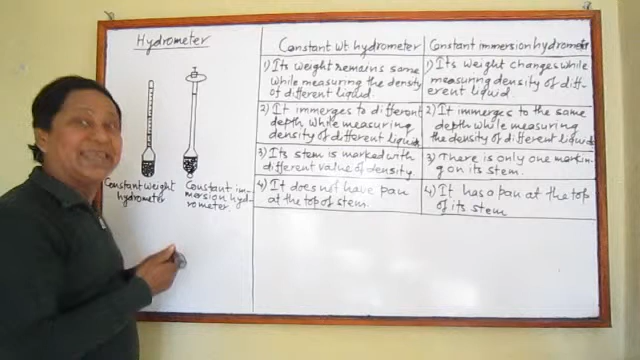 Hydrometer
Constant weight
hydrometer
Constant im-
mersion hyd-
rometer
Constant wt hydrometer
1) Its weight remains same
while measuring the density
of different liquid.
2) It immerges to different
depth while measuring
density of different liquid
3) Its stem is marked with
different value of density
4) It does not have pan
at the top of stem.
Constant immersion hydrometer
1) Its weight changes while
measuring density of diff-
erent liquid.
2) It immerges to the same
depth while measuring
the density of different liquid
3) There is only one markin-
g on its stem.
4) It has a pan at the top
of its stem